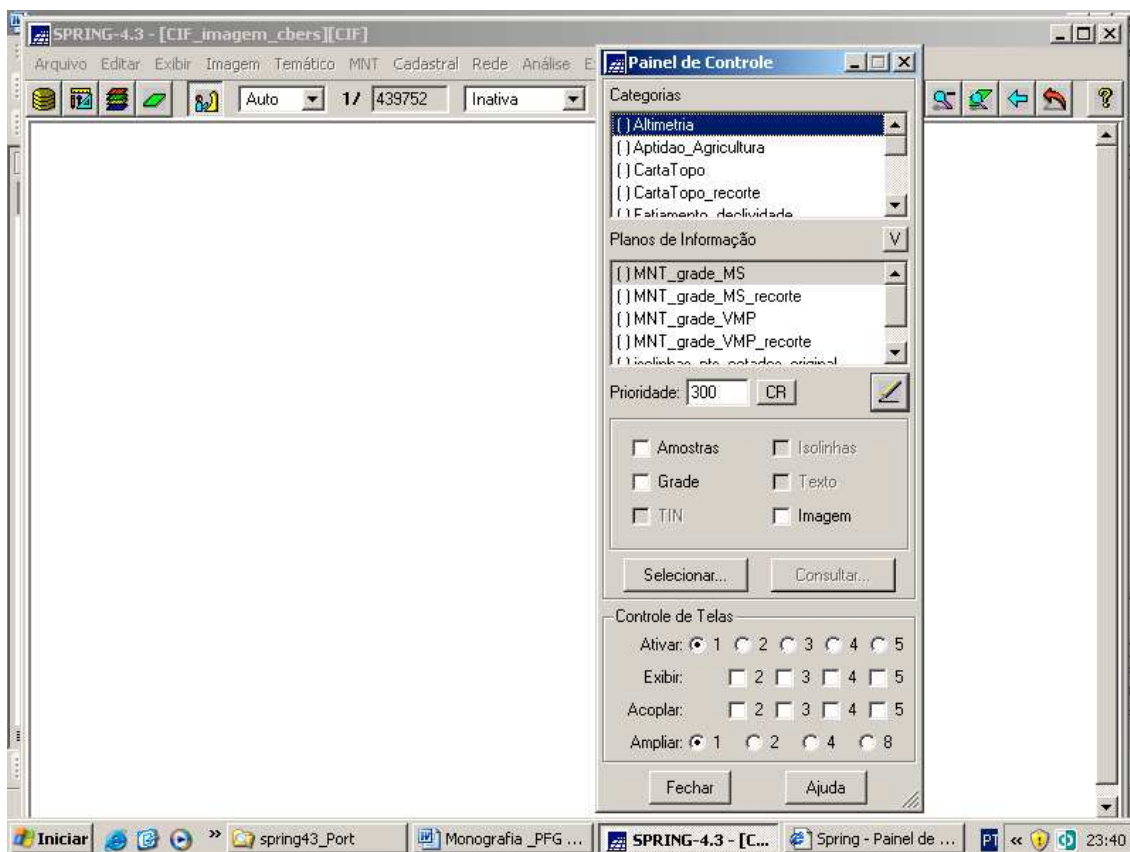 SPRING-4.3 - [CIF_imagem_cbers][CIF]
Arquivo Editar Exibir Imagem Temático MNT Cadastral Rede Análise E
Auto 1/ 439752 Inativa
Painel de Controle
Categorias
( ) Altimetria
( ) Aptidao_Agricultura
( ) CartaTopo
( ) CartaTopo_recorte
( ) Fatiamento_declividade
Planos de Informação V
( ) MNT_grade_MS
( ) MNT_grade_MS_recorte
( ) MNT_grade_VMP
( ) MNT_grade_VMP_recorte
( ) isolinhas_pts_cotados_original
Prioridade: 300 CR
Amostras Isolinhas
Grade Texto
TIN Imagem
Selecionar... Consultar...
Controle de Telas
Ativar: 1 2 3 4 5
Exibir: 2 3 4 5
Acoplar: 2 3 4 5
Ampliar: 1 2 4 8
Fechar Ajuda
Iniciar » spring43_Port Monografia _PFG ... SPRING-4.3 - [C... Spring - Painel de ... PT « 23:40